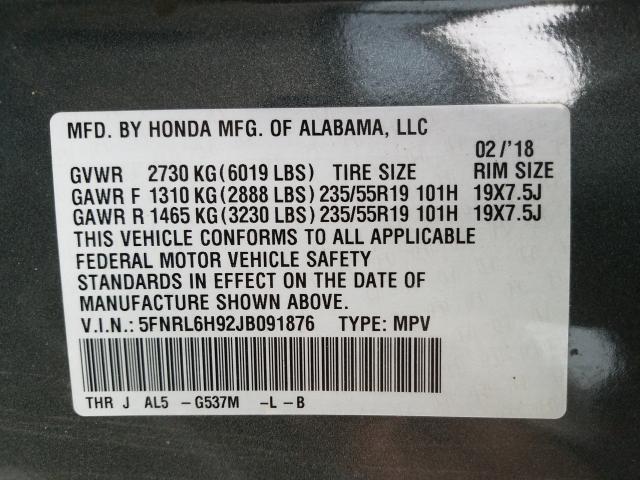 MFD. BY HONDA MFG. OF ALABAMA, LLC
02/'18
GVWR 2730 KG (6019 LBS) TIRE SIZE RIM SIZE
GAWR F 1310 KG (2888 LBS) 235/55R19 101H 19X7.5J
GAWR R 1465 KG (3230 LBS) 235/55R19 101H 19X7.5J
THIS VEHICLE CONFORMS TO ALL APPLICABLE
FEDERAL MOTOR VEHICLE SAFETY
STANDARDS IN EFFECT ON THE DATE OF
MANUFACTURE SHOWN ABOVE.
V.I.N.: 5FNRL6H92JB091876 TYPE: MPV
THR J AL5 -G537M -L -B